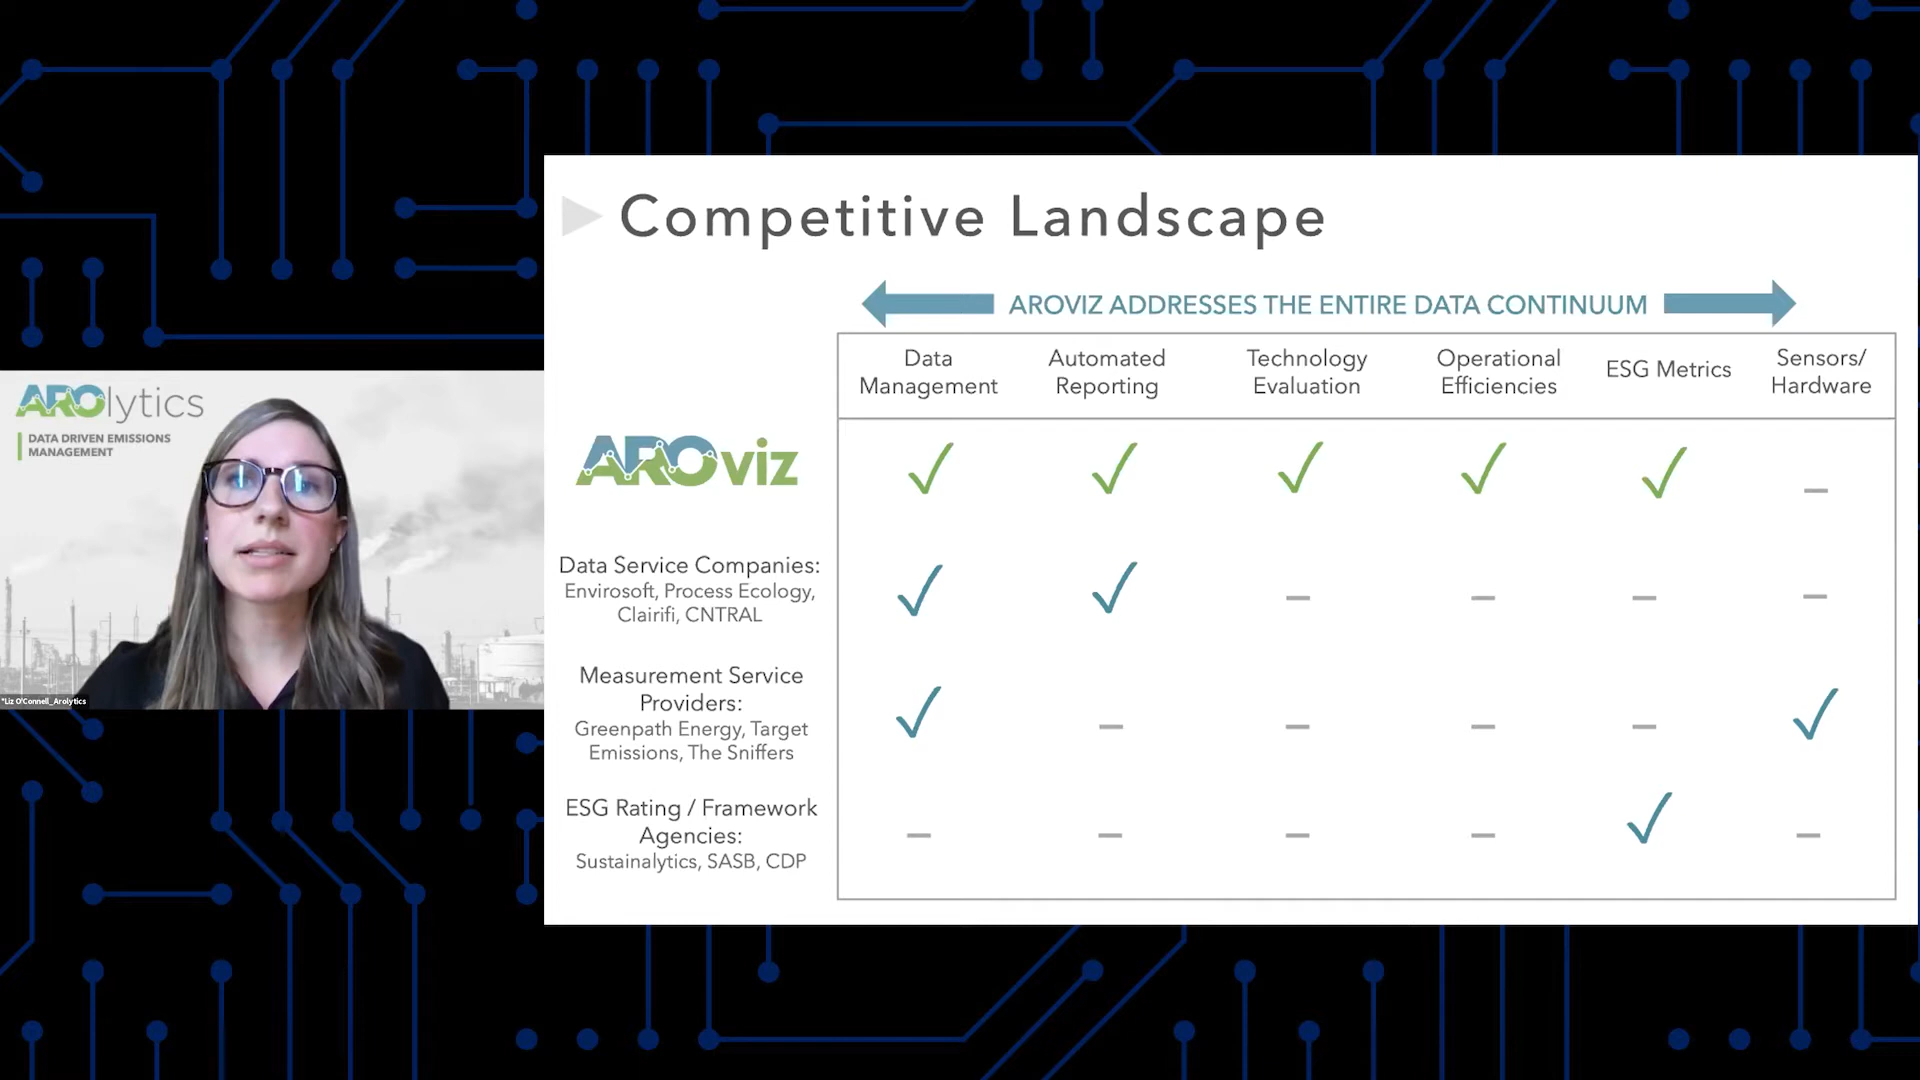 Competitive Landscape
AROVIZ ADDRESSES THE ENTIRE DATA CONTINUUM
Data
Management
Automated
Reporting
Technology
Evaluation
Operational
Efficiencies
ESG Metrics
Sensors/
Hardware
AROviz
Data Service Companies:
Envirosoft, Process Ecology,
Clairifi, CNTRAL
Measurement Service
Providers:
Greenpath Energy, Target
Emissions, The Sniffers
ESG Rating / Framework
Agencies:
Sustainalytics, SASB, CDP
AROlytics
DATA DRIVEN EMISSIONS
MANAGEMENT
*Liz O'Connell_Arolytics